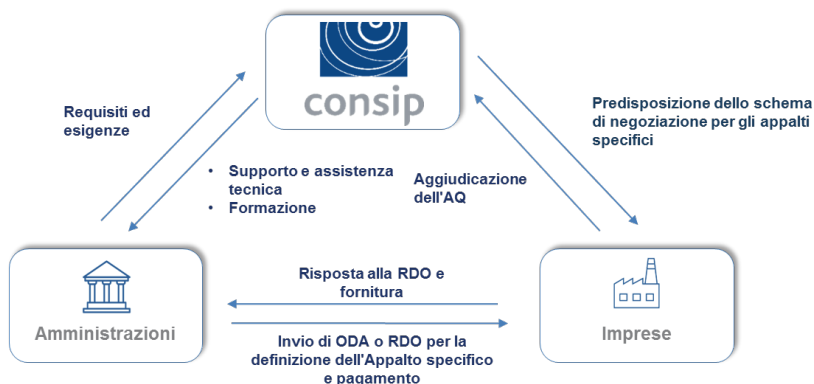 consip
Requisiti ed
esigenze
Predisposizione dello schema
di negoziazione per gli appalti
specifici
• Supporto e assistenza
tecnica
• Formazione
Aggiudicazione
dell'AQ
Amministrazioni
Risposta alla RDO e
fornitura
Invio di ODA o RDO per la
definizione dell'Appalto specifico
e pagamento
Imprese